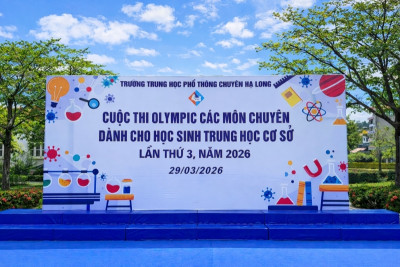 TRƯỜNG TRUNG HỌC PHỔ THÔNG CHUYÊN HẠ LONG
CUỘC THI OLYMPIC CÁC MÔN CHUYÊN
DÀNH CHO HỌC SINH TRUNG HỌC CƠ SỞ
LẦN THỨ 3, NĂM 2026
29/03/2026